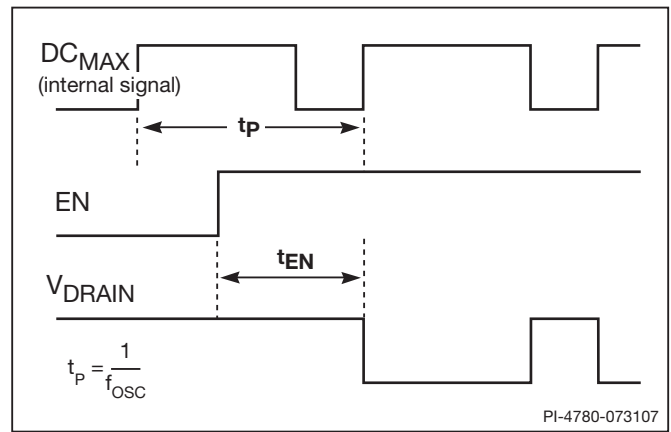 DCMAX
(internal signal)
tP
EN
tEN
VDRAIN
tP = 1/fOSC
PI-4780-073107